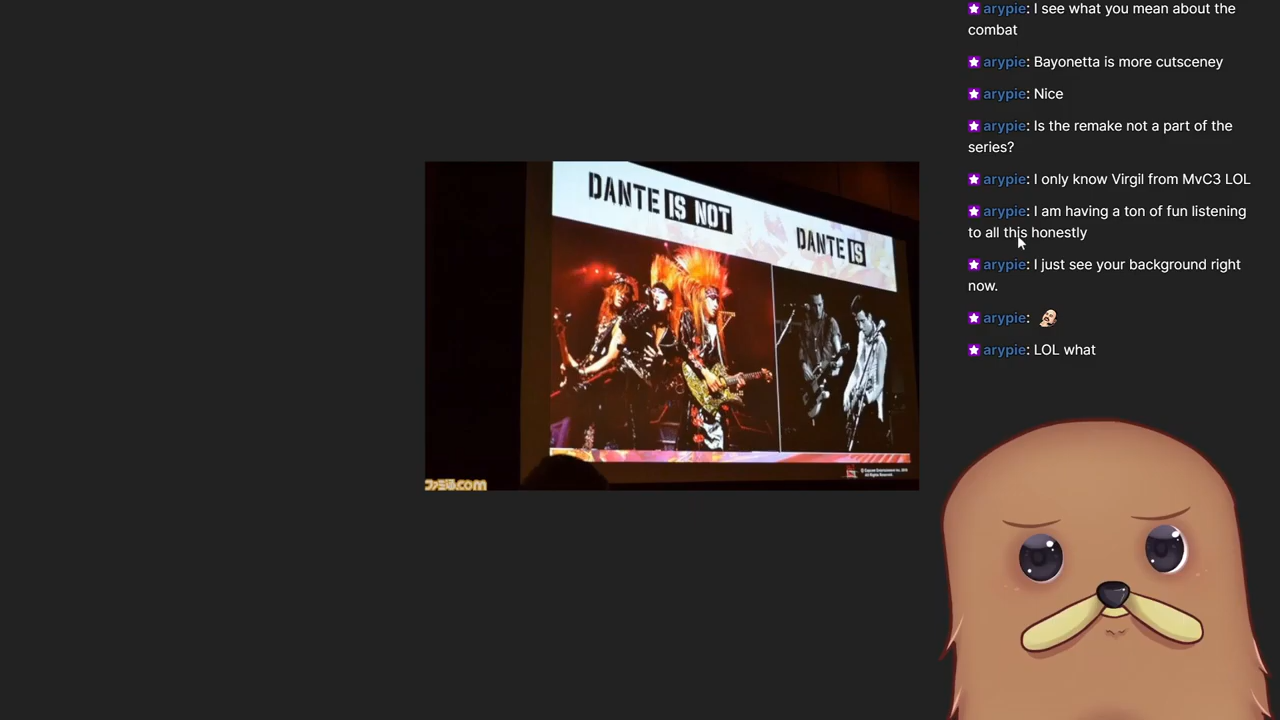 arypie: I see what you mean about the
combat
arypie: Bayonetta is more cutsceney
arypie: Nice
arypie: Is the remake not a part of the
series?
arypie: I only know Virgil from MvC3 LOL
arypie: I am having a ton of fun listening
to all this honestly
arypie: I just see your background right
now.
arypie:
arypie: LOL what
DANTE IS NOT
DANTE IS
ファミ通.com